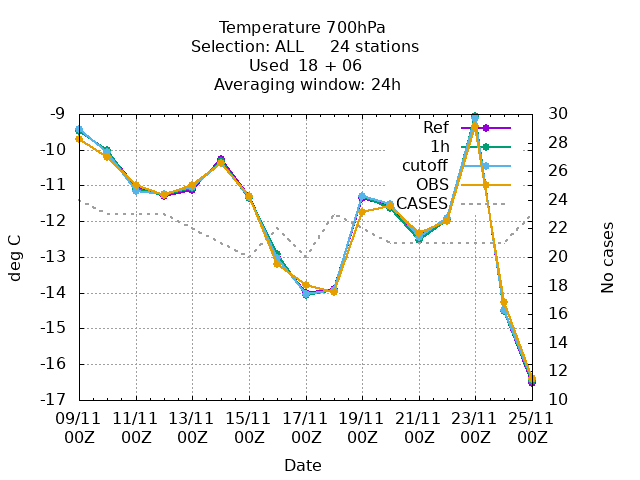 Temperature 700hPa
Selection: ALL 24 stations
Used 18 + 06
Averaging window: 24h
-9
-10
-11
-12
-13
-14
-15
-16
-17
deg C
30
28
26
24
22
20
18
16
14
12
10
No cases
Ref
1h
cutoff
OBS
CASES
09/11 11/11 13/11 15/11 17/11 19/11 21/11 23/11 25/11
00Z 00Z 00Z 00Z 00Z 00Z 00Z 00Z 00Z
Date